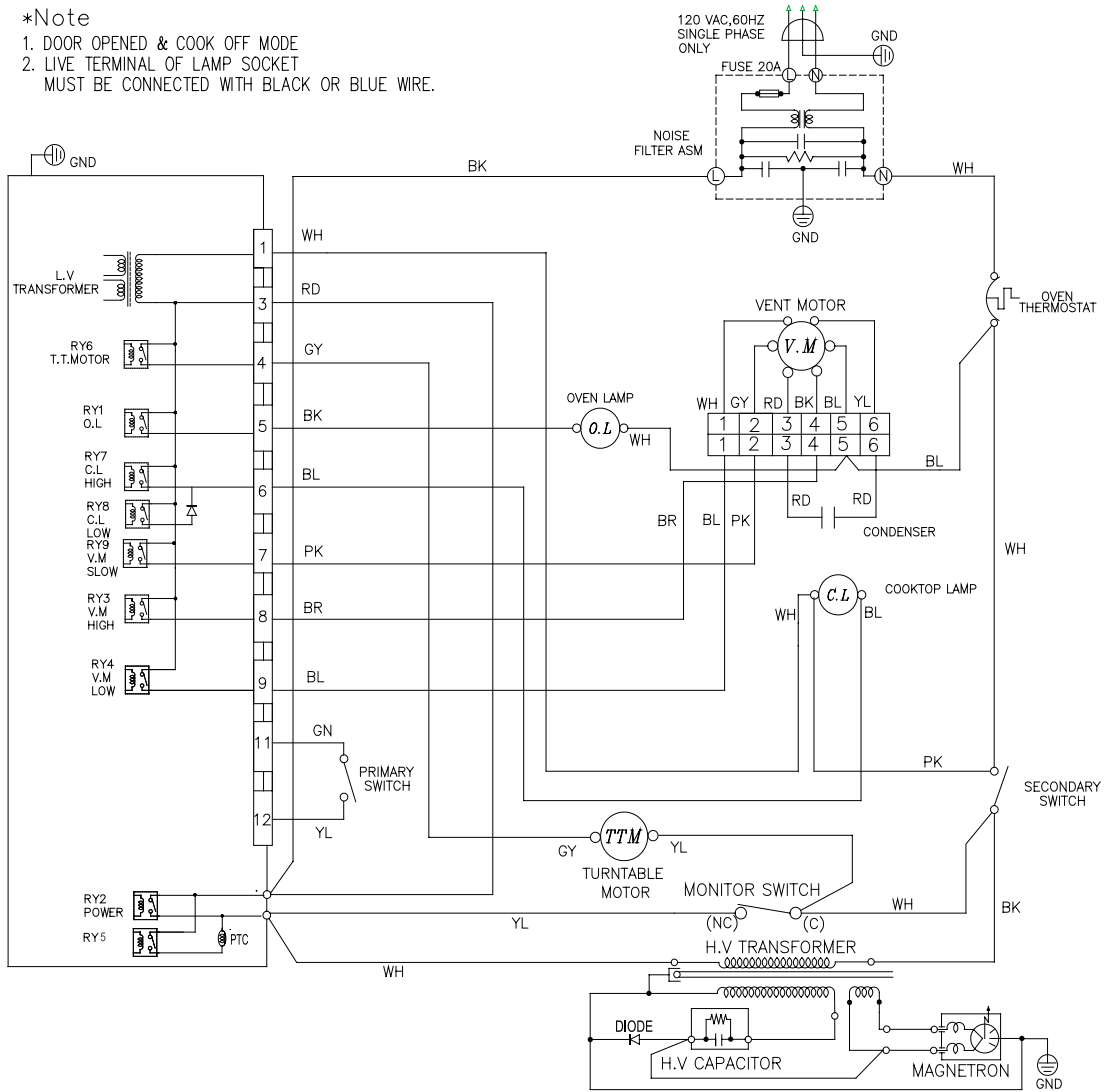 *Note
1. DOOR OPENED & COOK OFF MODE
2. LIVE TERMINAL OF LAMP SOCKET
MUST BE CONNECTED WITH BLACK OR BLUE WIRE.
120 VAC,60HZ
SINGLE PHASE
ONLY
GND
FUSE 20A
L
N
NOISE
FILTER ASM
L
N
GND
GND
BK
WH
L.V
TRANSFORMER
RY6
T.T.MOTOR
RY1
O.L
RY7
C.L
HIGH
RY8
C.L
LOW
RY9
V.M
SLOW
RY3
V.M
HIGH
RY4
V.M
LOW
RY2
POWER
RY5
PTC
1
3
4
5
6
7
8
9
11
12
WH
RD
GY
BK
BL
PK
BR
BL
GN
YL
PRIMARY
SWITCH
OVEN LAMP
O.L
WH
VENT MOTOR
V.M
WH GY RD BK BL YL
1 2 3 4 5 6
1 2 3 4 5 6
BL
OVEN
THERMOSTAT
BR
BL
PK
RD
RD
CONDENSER
WH
C.L
COOKTOP LAMP
WH
BL
PK
SECONDARY
SWITCH
TTM
GY
YL
TURNTABLE
MOTOR
MONITOR SWITCH
(NC)
(C)
YL
WH
BK
WH
H.V TRANSFORMER
DIODE
H.V CAPACITOR
N
MAGNETRON
GND